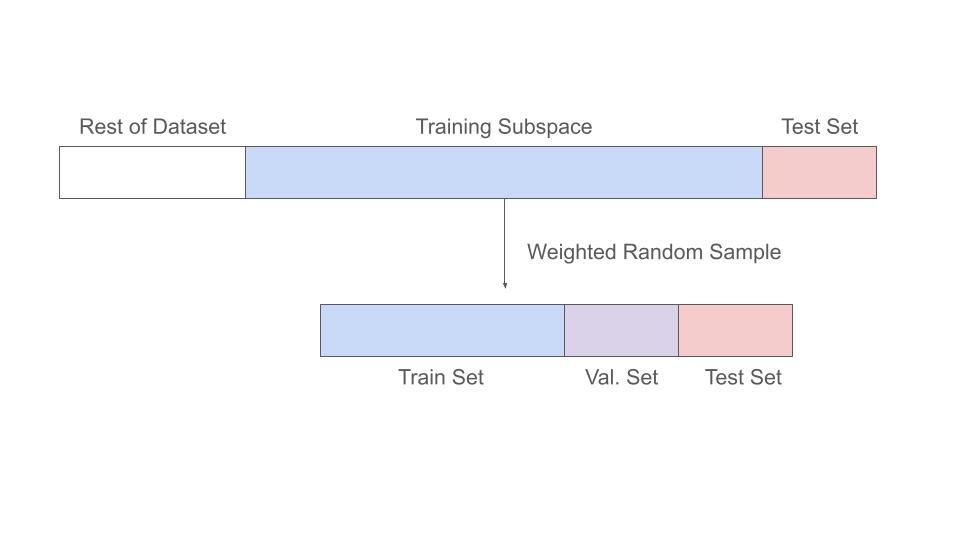 Rest of Dataset
Training Subspace
Test Set
Weighted Random Sample
Train Set
Val. Set
Test Set